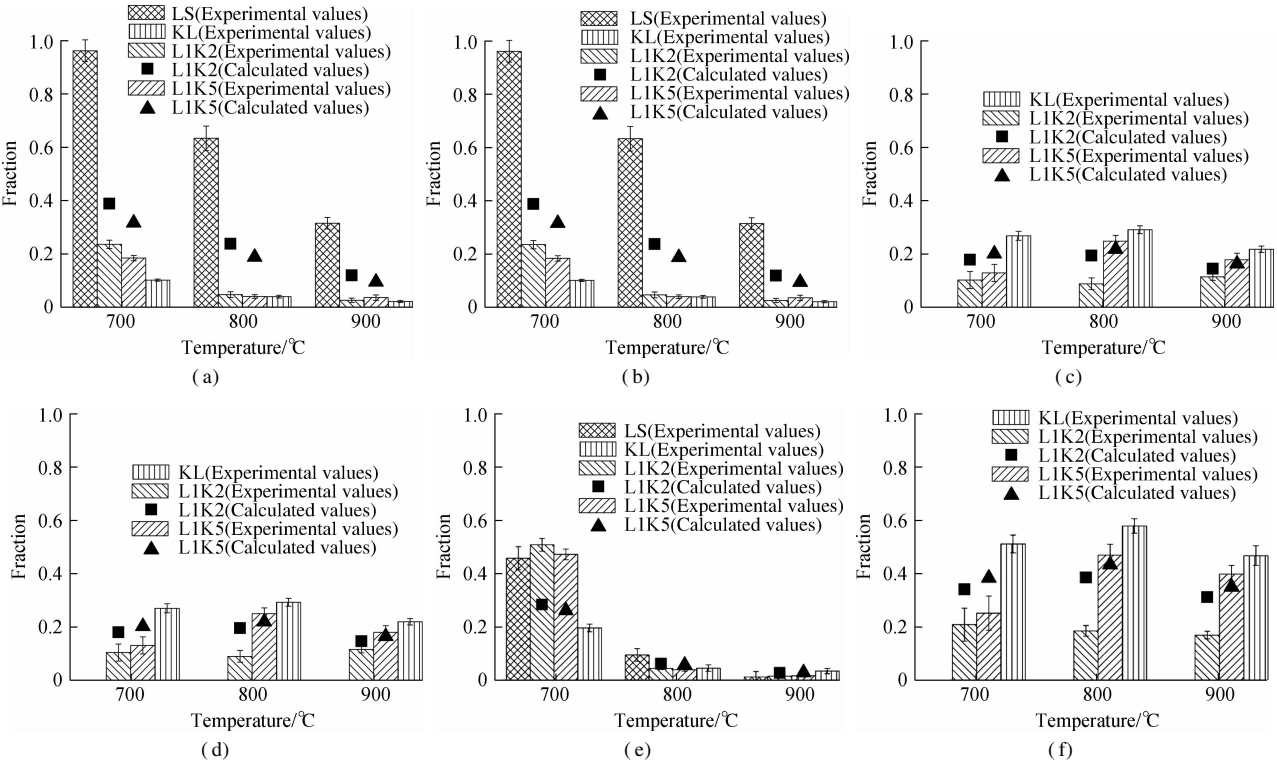 LS(Experimental values)
KL(Experimental values)
L1K2(Experimental values)
L1K2(Calculated values)
L1K5(Experimental values)
L1K5(Calculated values)
1.0
0.8
0.6
0.4
0.2
0
Fraction
700 800 900
Temperature/℃
(a)
LS(Experimental values)
KL(Experimental values)
L1K2(Experimental values)
L1K2(Calculated values)
L1K5(Experimental values)
L1K5(Calculated values)
1.0
0.8
0.6
0.4
0.2
0
Fraction
700 800 900
Temperature/℃
(b)
KL(Experimental values)
L1K2(Experimental values)
L1K2(Calculated values)
L1K5(Experimental values)
L1K5(Calculated values)
1.0
0.8
0.6
0.4
0.2
0
Fraction
700 800 900
Temperature/℃
(c)
KL(Experimental values)
L1K2(Experimental values)
L1K2(Calculated values)
L1K5(Experimental values)
L1K5(Calculated values)
1.0
0.8
0.6
0.4
0.2
0
Fraction
700 800 900
Temperature/℃
(d)
LS(Experimental values)
KL(Experimental values)
L1K2(Experimental values)
L1K2(Calculated values)
L1K5(Experimental values)
L1K5(Calculated values)
1.0
0.8
0.6
0.4
0.2
0
Fraction
700 800 900
Temperature/℃
(e)
KL(Experimental values)
L1K2(Experimental values)
L1K2(Calculated values)
L1K5(Experimental values)
L1K5(Calculated values)
1.0
0.8
0.6
0.4
0.2
0
Fraction
700 800 900
Temperature/℃
(f)